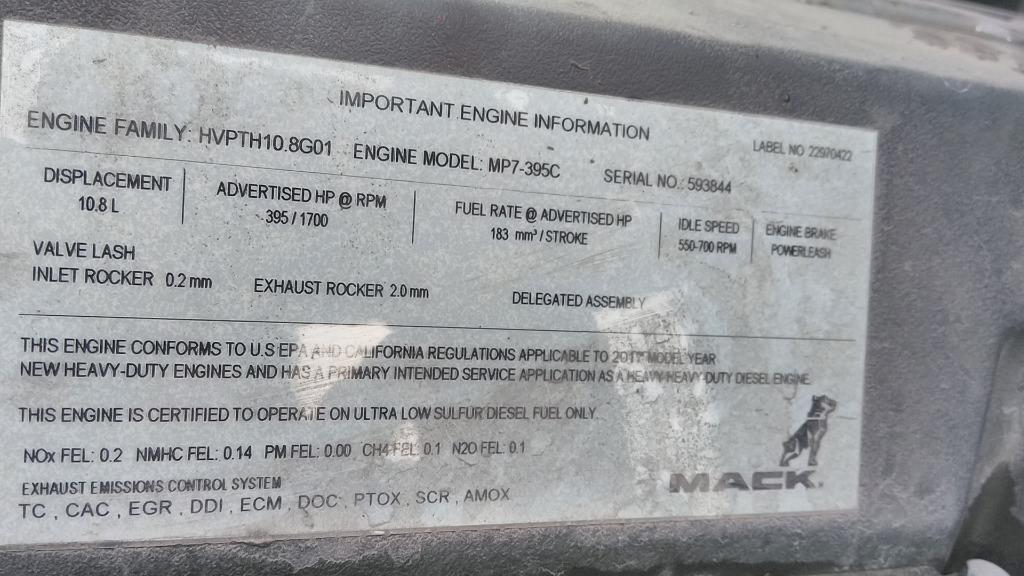 IMPORTANT ENGINE INFORMATION
LABEL NO 22970422
ENGINE FAMILY: HVPTH10.8G01 ENGINE MODEL: MP7-395C SERIAL NO.: 593844
DISPLACEMENT
10.8 L
ADVERTISED HP @ RPM
395 / 1700
FUEL RATE @ ADVERTISED HP
183 mm³ / STROKE
IDLE SPEED
550-700 RPM
ENGINE BRAKE
POWERLEASH
VALVE LASH
INLET ROCKER 0.2 mm EXHAUST ROCKER 2.0 mm DELEGATED ASSEMBLY
THIS ENGINE CONFORMS TO U.S EPA AND CALIFORNIA REGULATIONS APPLICABLE TO 2017 MODEL YEAR
NEW HEAVY-DUTY ENGINES AND HAS A PRIMARY INTENDED SERVICE APPLICATION AS A HEAVY-HEAVY-DUTY DIESEL ENGINE.
THIS ENGINE IS CERTIFIED TO OPERATE ON ULTRA LOW SULFUR DIESEL FUEL ONLY.
NOx FEL: 0.2 NMHC FEL: 0.14 PM FEL: 0.00 CH4 FEL: 0.1 N2O FEL: 0.1
EXHAUST EMISSIONS CONTROL SYSTEM
TC , CAC , EGR , DDI , ECM , DOC , PTOX , SCR , AMOX
MACK.